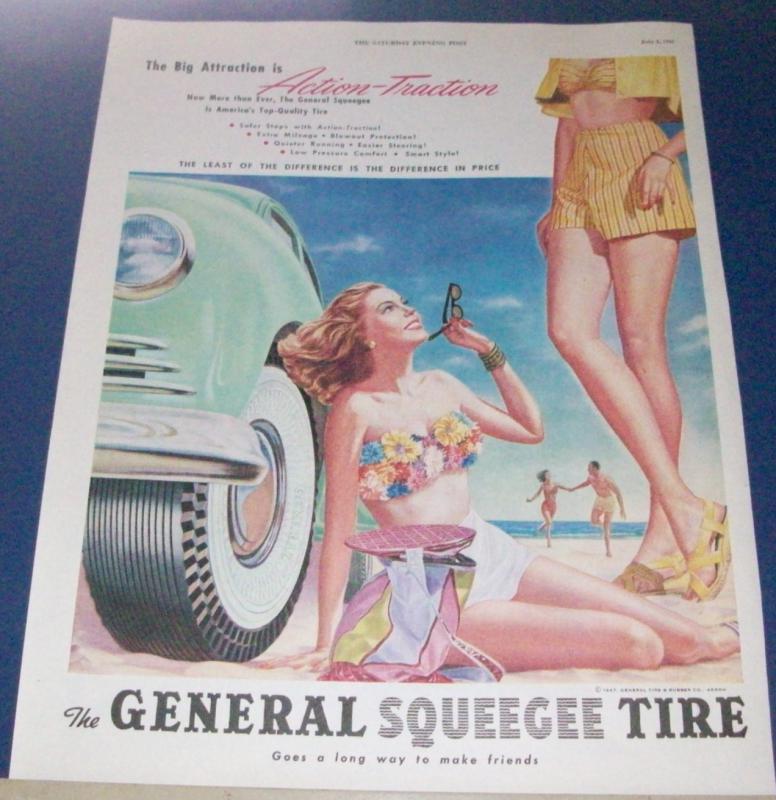 THE SATURDAY EVENING POST
July 5, 1947
The Big Attraction is
Action-Traction
Now More than Ever, The General Squeegee
Is America's Top-Quality Tire
• Safer Stops with Action-Traction!
• Extra Mileage • Blowout Protection!
• Quieter Running • Easier Steering!
• Low Pressure Comfort • Smart Style!
THE LEAST OF THE DIFFERENCE IS THE DIFFERENCE IN PRICE
© 1947, GENERAL TIRE & RUBBER CO., AKRON
The GENERAL SQUEEGEE TIRE
Goes a long way to make friends